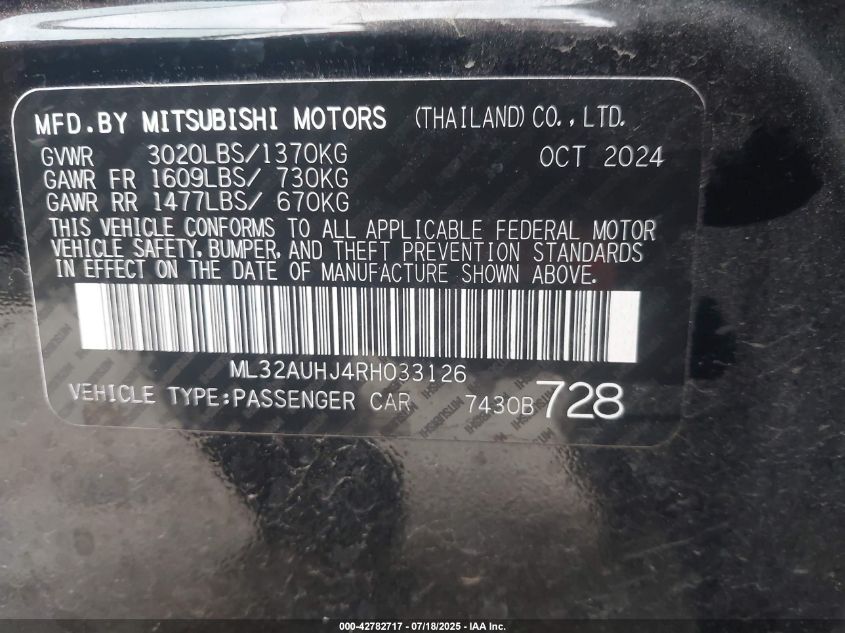 MFD.BY MITSUBISHI MOTORS (THAILAND) CO., LTD.
GVWR 3020LBS/1370KG OCT 2024
GAWR FR 1609LBS/ 730KG
GAWR RR 1477LBS/ 670KG
THIS VEHICLE CONFORMS TO ALL APPLICABLE FEDERAL MOTOR
VEHICLE SAFETY, BUMPER, AND THEFT PREVENTION STANDARDS
IN EFFECT ON THE DATE OF MANUFACTURE SHOWN ABOVE.
ML32AUHJ4RH033126
VEHICLE TYPE:PASSENGER CAR 7430B 728
000-42782717 - 07/18/2025 - IAA Inc.